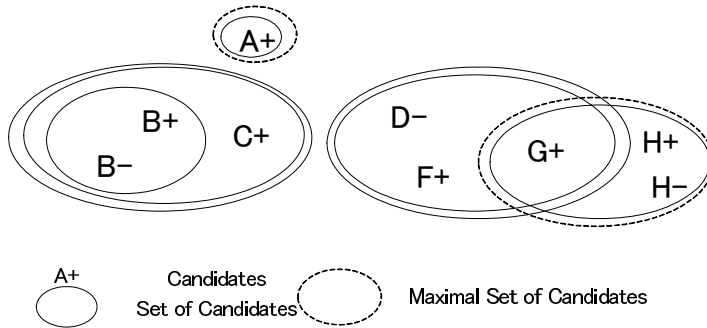 A+
B+
C+
B−
D−
F+
G+
H+
H−
A+
Candidates
Set of Candidates
Maximal Set of Candidates